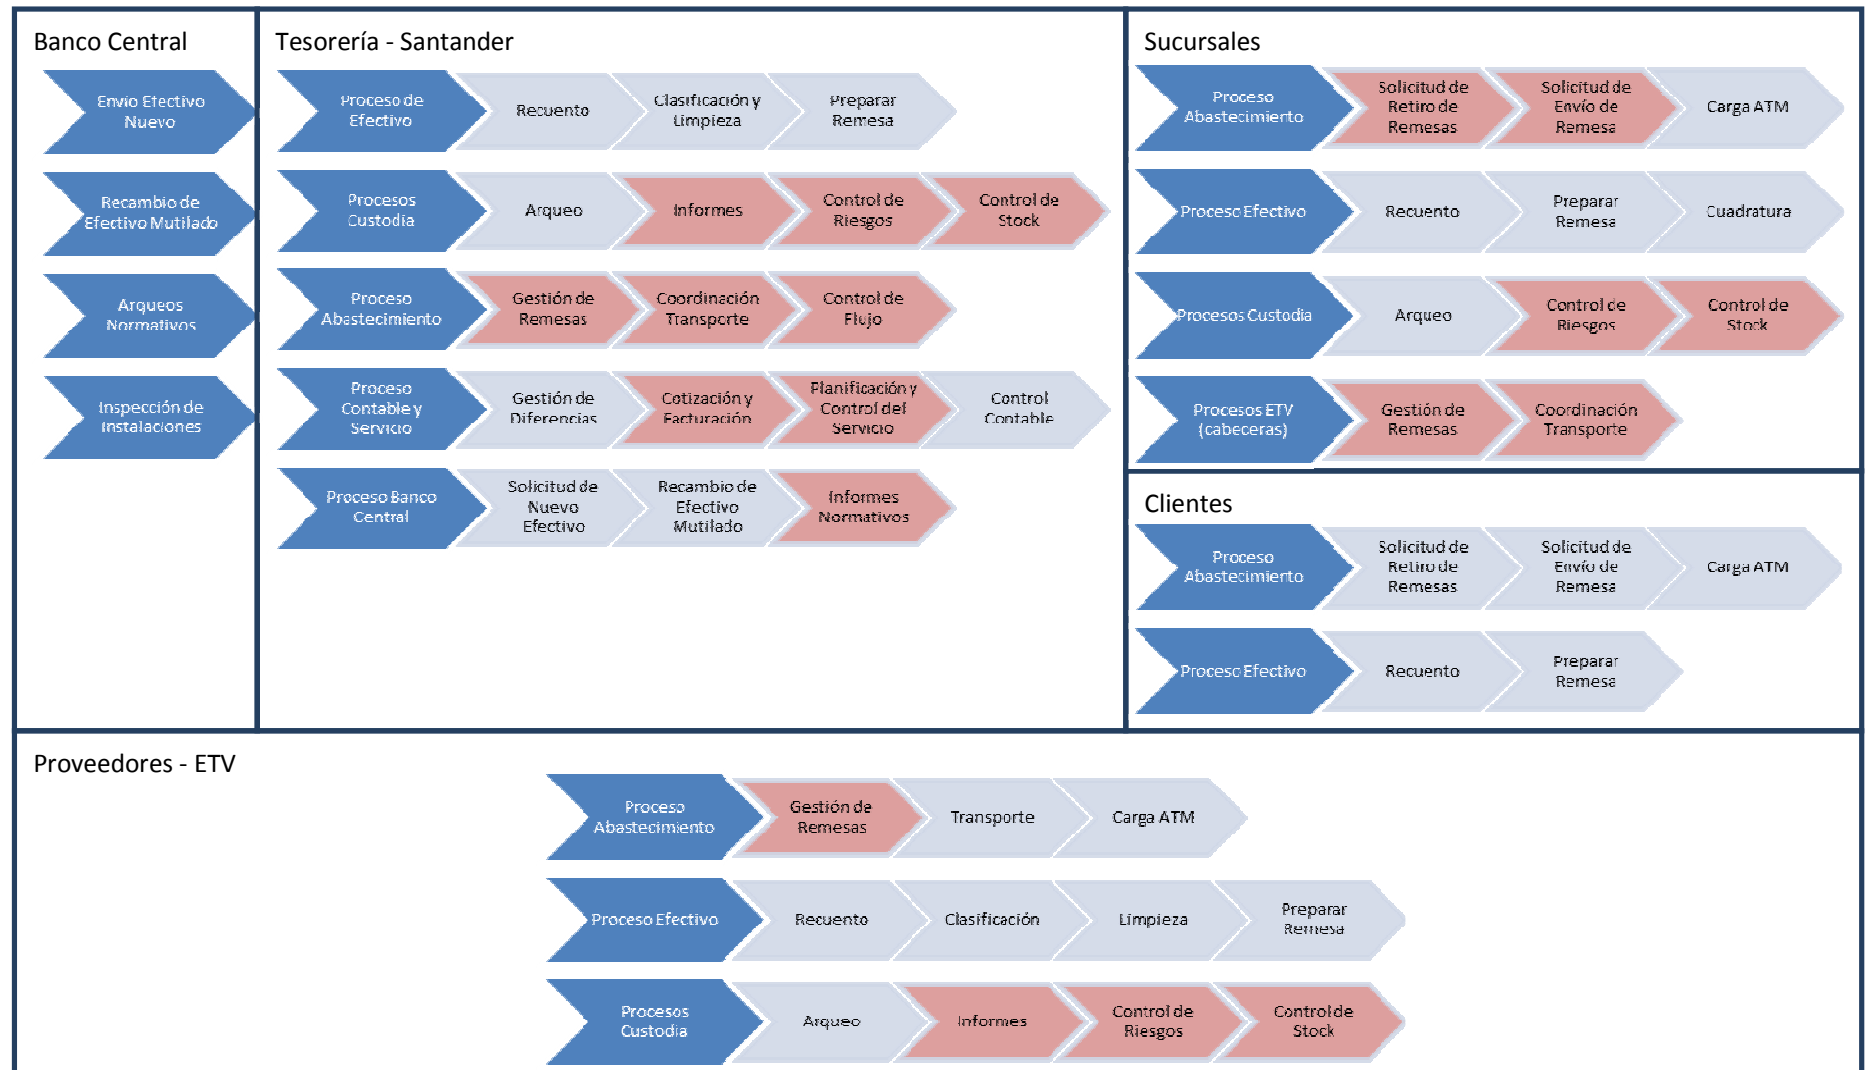 Banco Central
Envío Efectivo
Nuevo
Recambio de
Efectivo Mutilado
Arqueos
Normativos
Inspección de
Instalaciones
Tesorería - Santander
Proceso de
Efectivo
Recuento
Clasificación y
Limpieza
Preparar
Remesa
Procesos
Custodia
Arqueo
Informes
Control de
Riesgos
Control de
Stock
Proceso
Abastecimiento
Gestión de
Remesas
Coordinación
Transporte
Control de
Flujo
Proceso
Contable y
Servicio
Gestión de
Diferencias
Cotización y
Facturación
Planificación y
Control del
Servicio
Control
Contable
Proceso Banco
Central
Solicitud de
Nuevo
Efectivo
Recambio de
Efectivo
Mutilado
Informes
Normativos
Sucursales
Proceso
Abastecimiento
Solicitud de
Retiro de
Remesas
Solicitud de
Envío de
Remesa
Carga ATM
Proceso Efectivo
Recuento
Preparar
Remesa
Cuadratura
Procesos Custodia
Arqueo
Control de
Riesgos
Control de
Stock
Procesos ETV
(cabeceras)
Gestión de
Remesas
Coordinación
Transporte
Clientes
Proceso
Abastecimiento
Solicitud de
Retiro de
Remesas
Solicitud de
Envío de
Remesa
Carga ATM
Proceso Efectivo
Recuento
Preparar
Remesa
Proveedores - ETV
Proceso
Abastecimiento
Gestión de
Remesas
Transporte
Carga ATM
Proceso Efectivo
Recuento
Clasificación
Limpieza
Preparar
Remesa
Procesos
Custodia
Arqueo
Informes
Control de
Riesgos
Control de
Stock